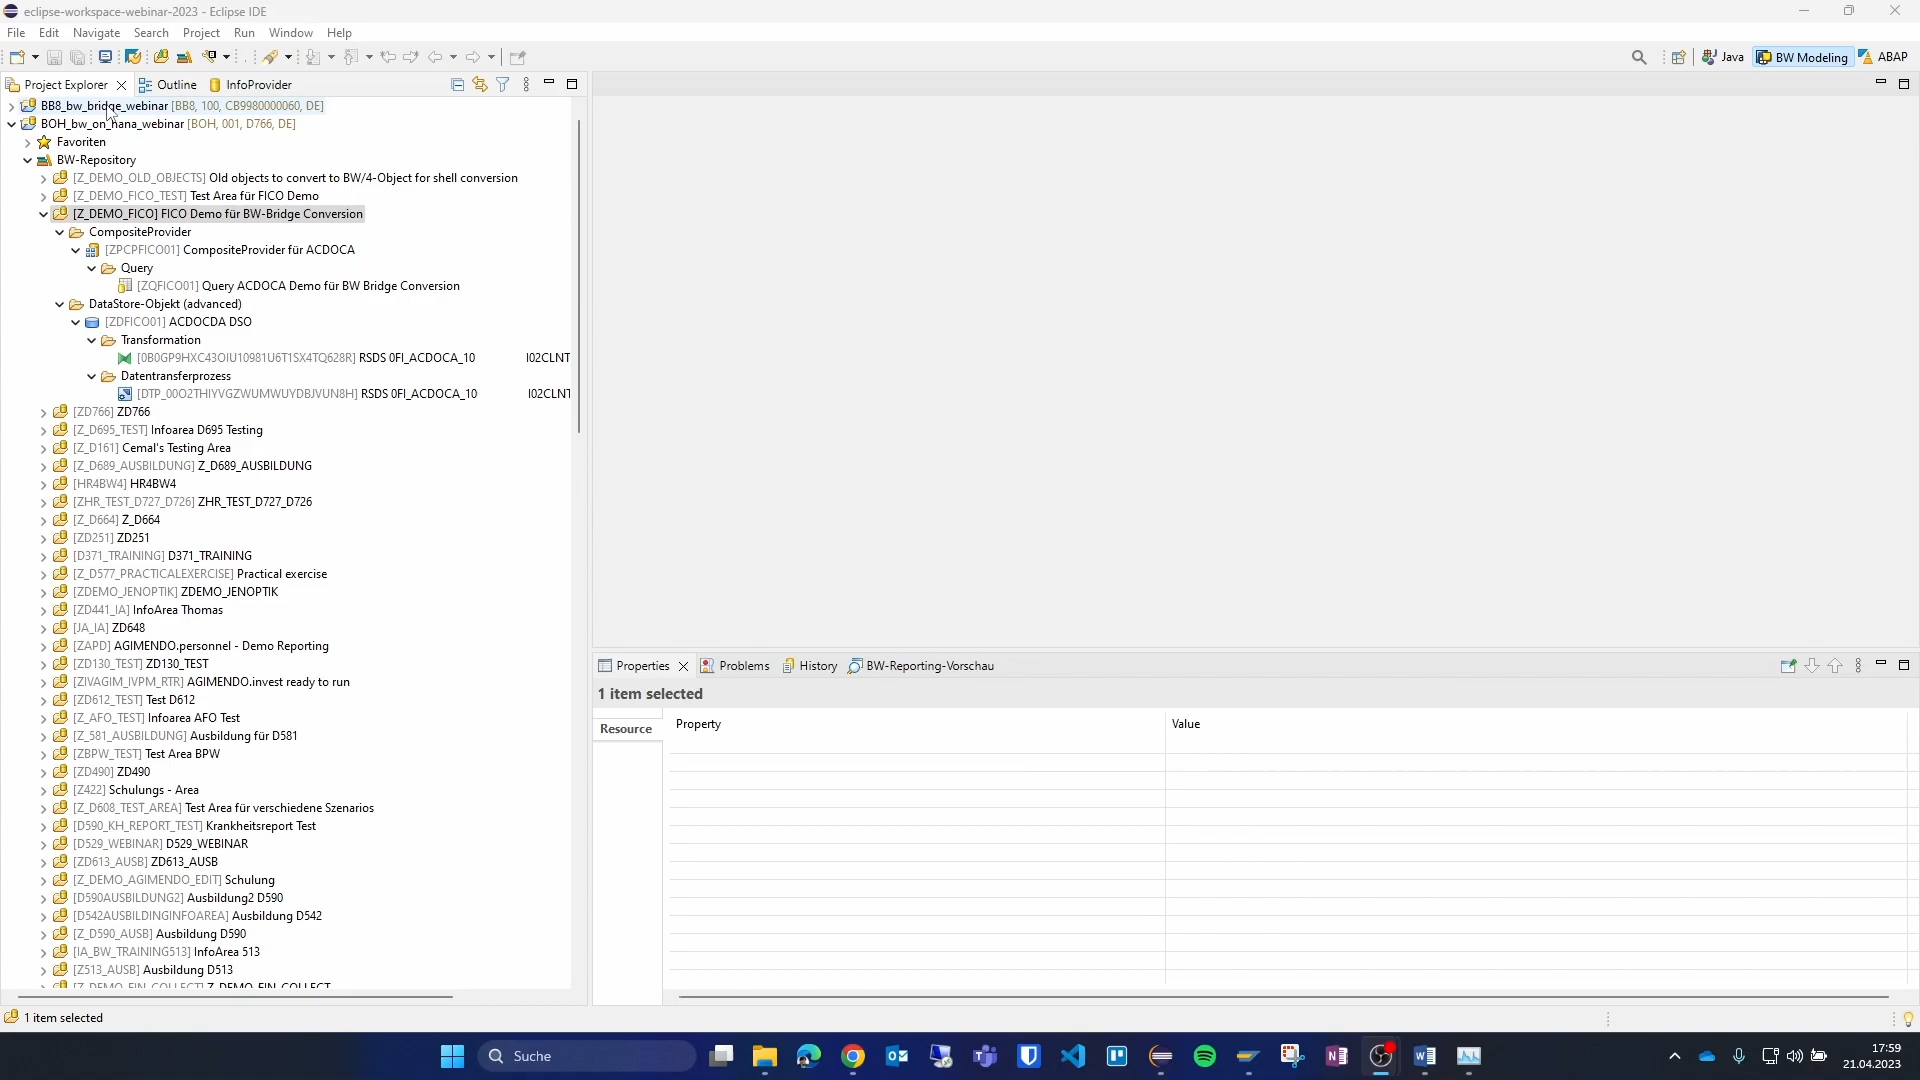 eclipse-workspace-webinar-2023 - Eclipse IDE
File Edit Navigate Search Project Run Window Help
Java BW Modeling ABAP
Project Explorer Outline InfoProvider
BB8_bw_bridge_webinar [BB8, 100, CB9980000060, DE]
BOH_bw_on_hana_webinar [BOH, 001, D766, DE]
Favoriten
BW-Repository
[Z_DEMO_OLD_OBJECTS] Old objects to convert to BW/4-Object for shell conversion
[Z_DEMO_FICO_TEST] Test Area für FICO Demo
[Z_DEMO_FICO] FICO Demo für BW-Bridge Conversion
CompositeProvider
[ZPCPFICO01] CompositeProvider für ACDOCA
Query
[ZQFICO01] Query ACDOCA Demo für BW Bridge Conversion
DataStore-Objekt (advanced)
[ZDFICO01] ACDOCDA DSO
Transformation
[0B0GP9HXC43OIU10981U6T1SX4TQ628R] RSDS 0FI_ACDOCA_10 I02CLNT
Datentransferprozess
[DTP_00O2THIYVGZWUMWUYDBJVUN8H] RSDS 0FI_ACDOCA_10 I02CLNT
[ZD766] ZD766
[Z_D695_TEST] Infoarea D695 Testing
[Z_D161] Cemal's Testing Area
[Z_D689_AUSBILDUNG] Z_D689_AUSBILDUNG
[HR4BW4] HR4BW4
[ZHR_TEST_D727_D726] ZHR_TEST_D727_D726
[Z_D664] Z_D664
[ZD251] ZD251
[D371_TRAINING] D371_TRAINING
[Z_D577_PRACTICALEXERCISE] Practical exercise
[ZDEMO_JENOPTIK] ZDEMO_JENOPTIK
[ZD441_IA] InfoArea Thomas
[JA_IA] ZD648
[ZAPD] AGIMENDO.personnel - Demo Reporting
[ZD130_TEST] ZD130_TEST
[ZIVAGIM_IVPM_RTR] AGIMENDO.invest ready to run
[ZD612_TEST] Test D612
[Z_AFO_TEST] Infoarea AFO Test
[Z_581_AUSBILDUNG] Ausbildung für D581
[ZBPW_TEST] Test Area BPW
[ZD490] ZD490
[Z422] Schulungs - Area
[Z_D608_TEST_AREA] Test Area für verschiedene Szenarios
[D590_KH_REPORT_TEST] Krankheitsreport Test
[D529_WEBINAR] D529_WEBINAR
[ZD613_AUSB] ZD613_AUSB
[Z_DEMO_AGIMENDO_EDIT] Schulung
[D590AUSBILDUNG2] Ausbildung2 D590
[D542AUSBILDINGINFOAREA] Ausbildung D542
[Z_D590_AUSB] Ausbildung D590
[IA_BW_TRAINING513] InfoArea 513
[Z513_AUSB] Ausbildung D513
[Z_DEMO_FIN_COLLECT] Z_DEMO_FIN_COLLECT
Properties Problems History BW-Reporting-Vorschau
1 item selected
Resource
Property Value
1 item selected
Suche
17:59
21.04.2023